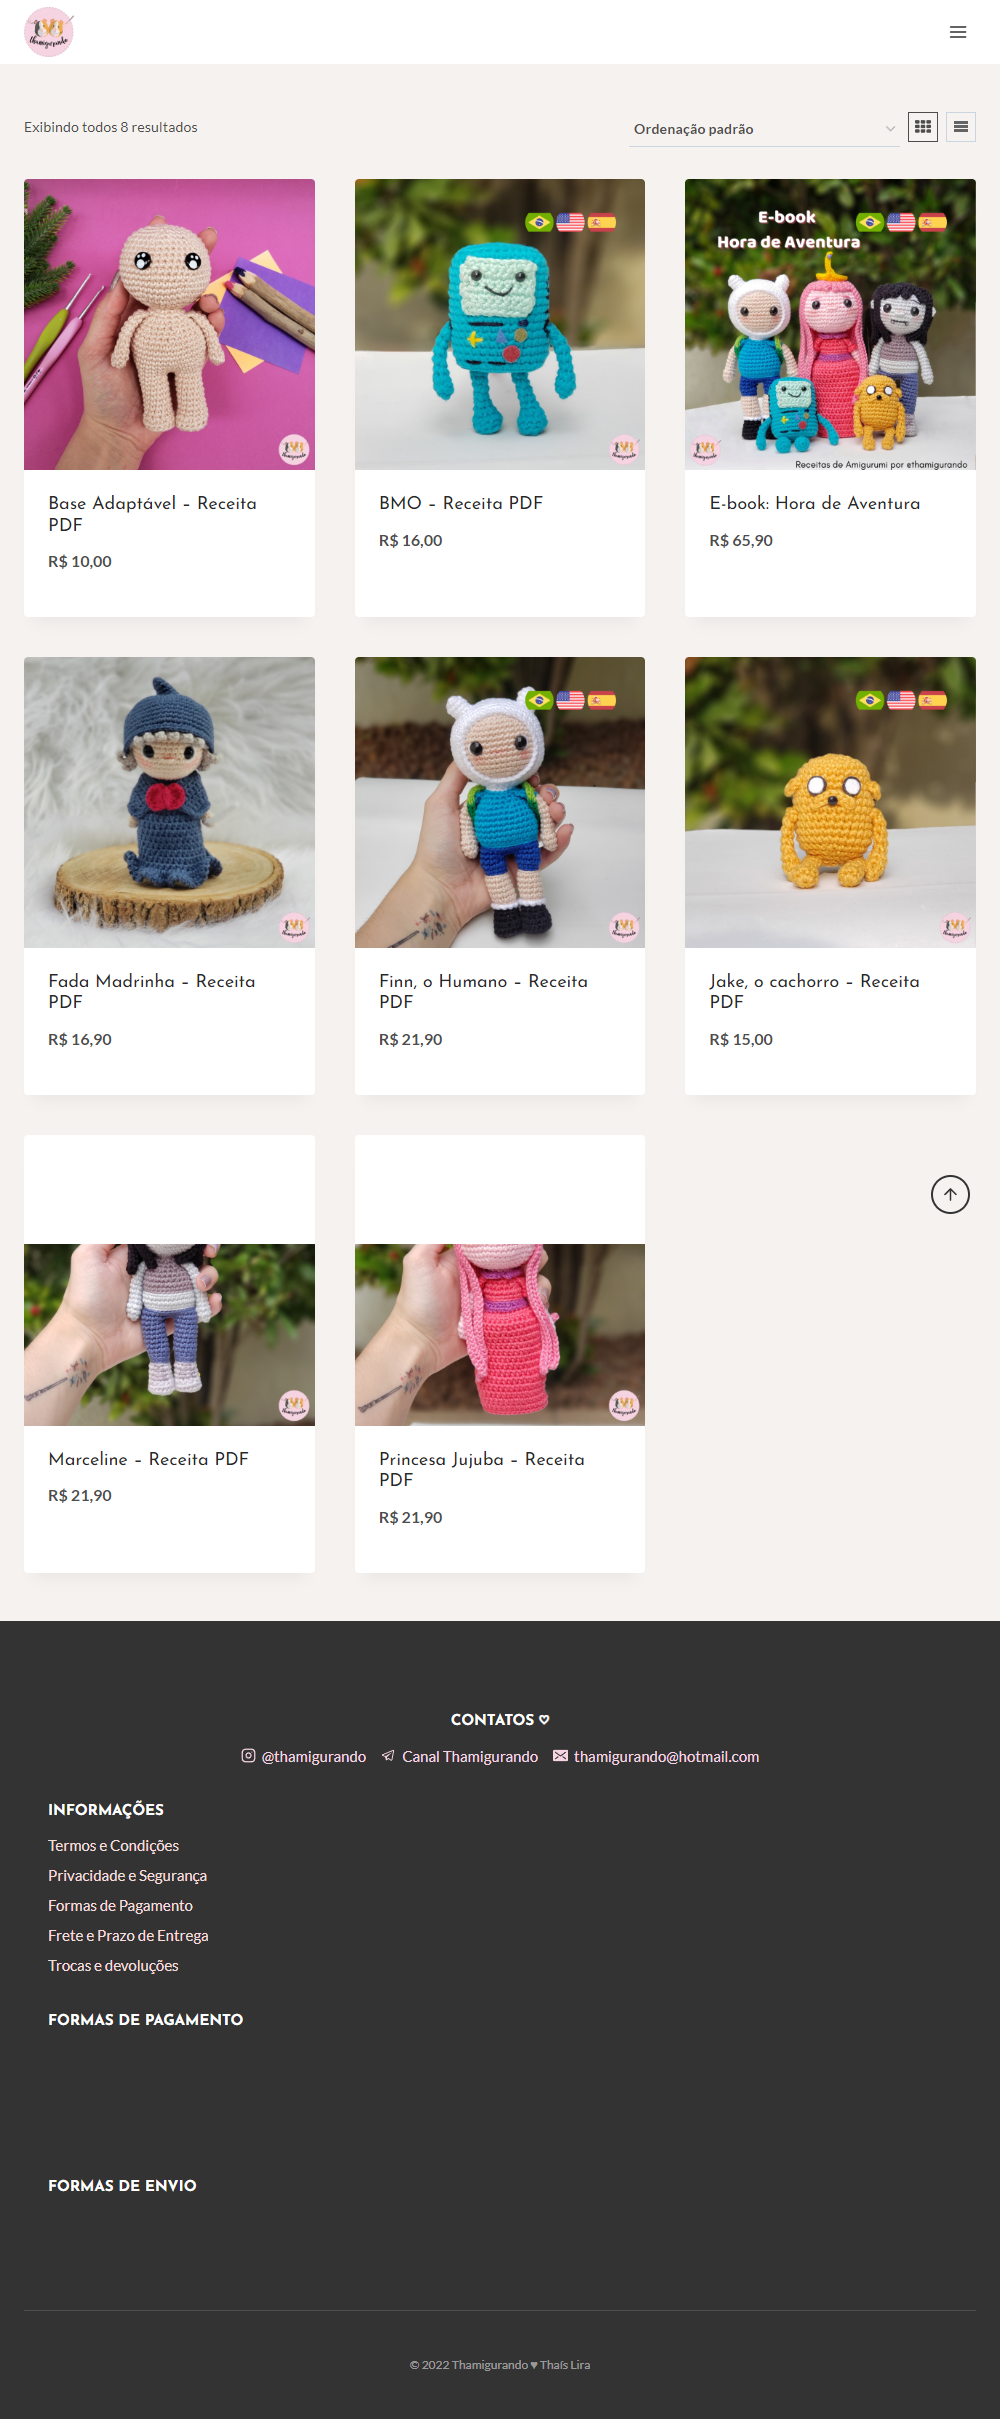 thamigurando
Exibindo todos 8 resultados
Ordenação padrão
E-book
Hora de Aventura
Receitas de Amigurumi por @thamigurando
Base Adaptável – Receita
PDF
R$ 10,00
BMO – Receita PDF
R$ 16,00
E-book: Hora de Aventura
R$ 65,90
Fada Madrinha – Receita
PDF
R$ 16,90
Finn, o Humano – Receita
PDF
R$ 21,90
Jake, o cachorro – Receita
PDF
R$ 15,00
Marceline – Receita PDF
R$ 21,90
Princesa Jujuba – Receita
PDF
R$ 21,90
CONTATOS ♡
@thamigurando Canal Thamigurando thamigurando@hotmail.com
INFORMAÇÕES
Termos e Condições
Privacidade e Segurança
Formas de Pagamento
Frete e Prazo de Entrega
Trocas e devoluções
FORMAS DE PAGAMENTO
FORMAS DE ENVIO
© 2022 Thamigurando ♥ Thaís Lira